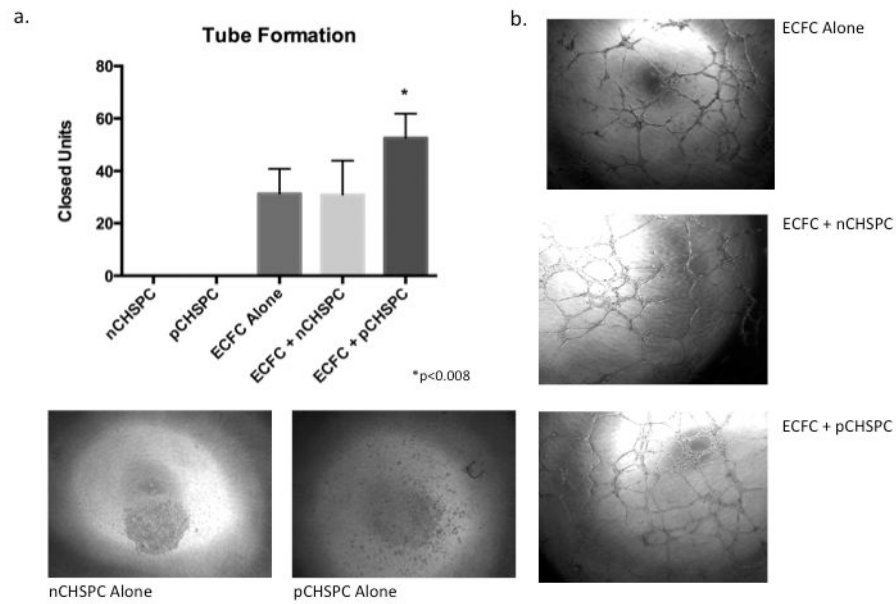 a.
Tube Formation
80
60
40
20
0
Closed Units
*
nCHSPC
pCHSPC
ECFC Alone
ECFC + nCHSPC
ECFC + pCHSPC
*p<0.008
nCHSPC Alone
pCHSPC Alone
b.
ECFC Alone
ECFC + nCHSPC
ECFC + pCHSPC